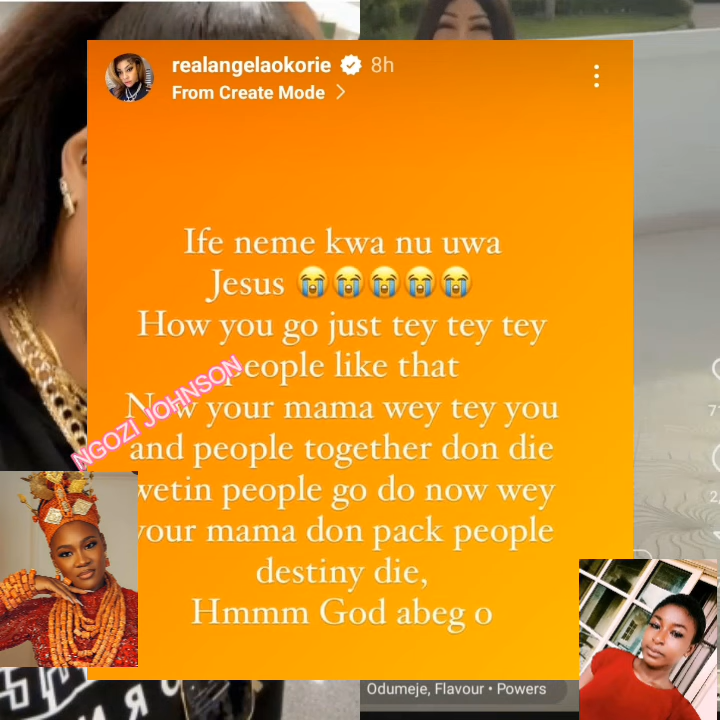 realangelaokorie 8h
From Create Mode >
Ife neme kwa nu uwa
Jesus 😭😭😭😭😭
How you go just tey tey tey
people like that
Now your mama wey tey you
and people together don die
wetin people go do now wey
your mama don pack people
destiny die,
Hmmm God abeg o
NGOZI JOHNSON
Odumeje, Flavour • Powers